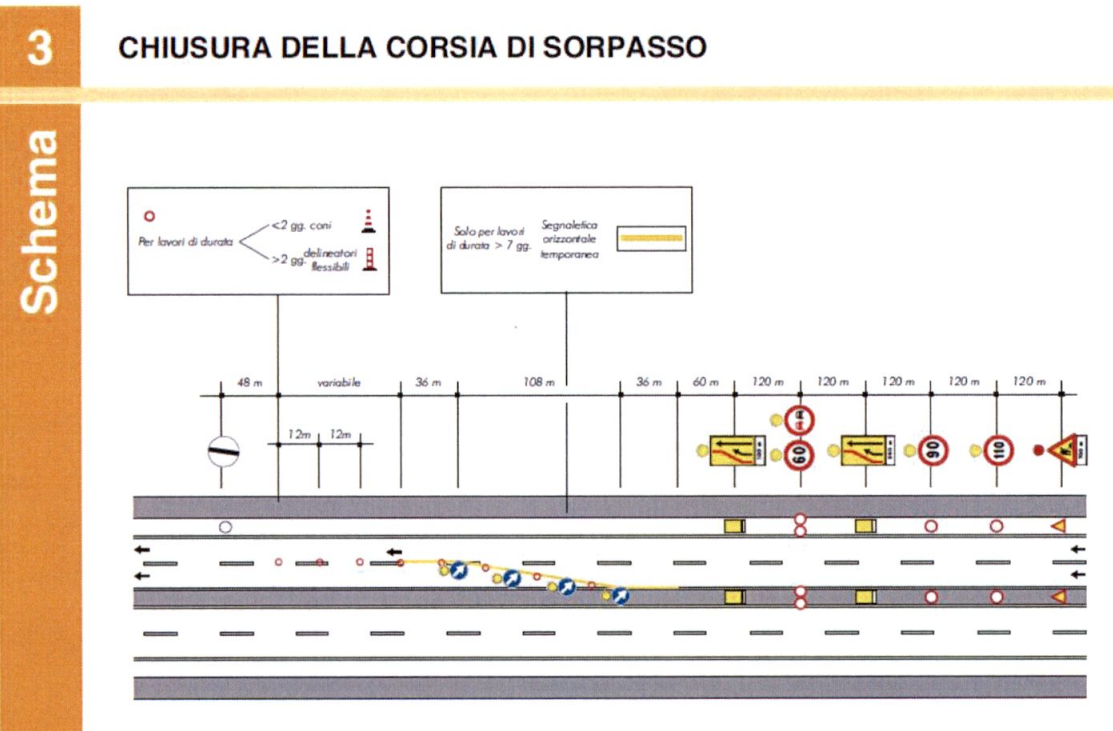 3
CHIUSURA DELLA CORSIA DI SORPASSO
Schema
Per lavori di durata
<2 gg. coni
>2 gg. delineatori
flessibili
Solo per lavori
di durata > 7 gg.
Segnaletica
orizzontale
temporanea
48 m
variabile
36 m
108 m
36 m
60 m
120 m
120 m
120 m
120 m
120 m
12m
12m
60
90
110